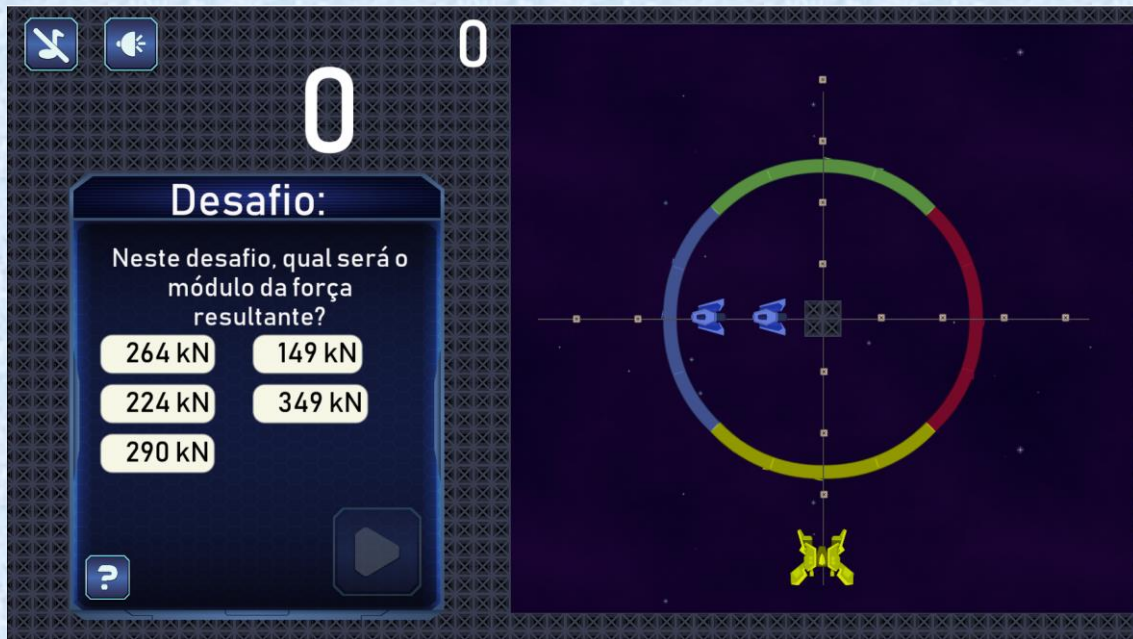 0
0
Desafio:
Neste desafio, qual será o
módulo da força
resultante?
264 kN
149 kN
224 kN
349 kN
290 kN
?